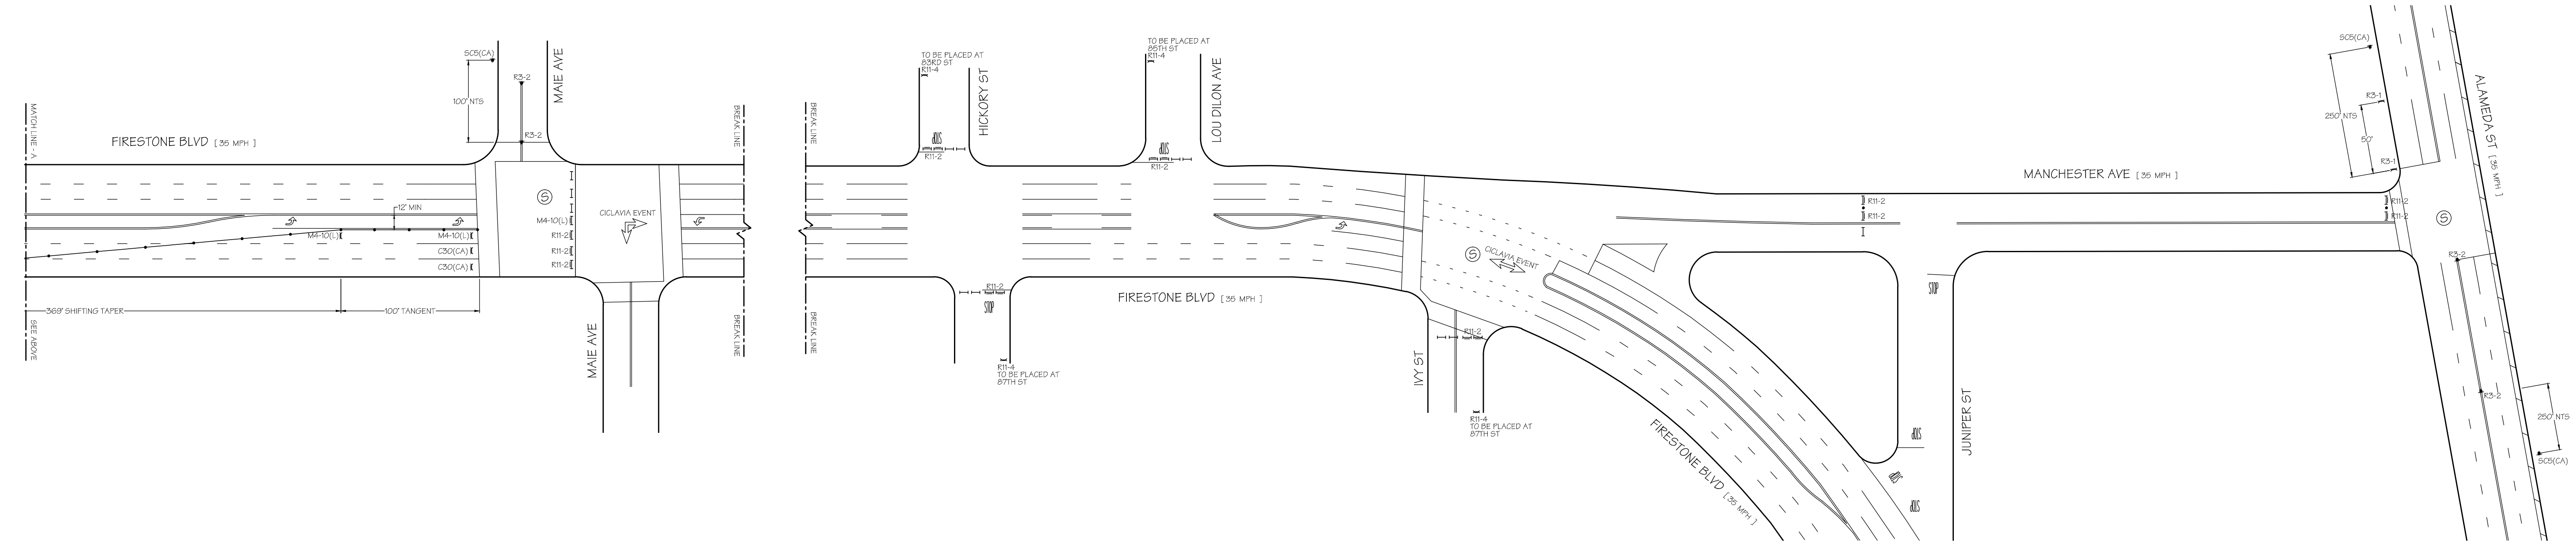 MATCH LINE - A
SEE ABOVE
FIRESTONE BLVD [ 35 MPH ]
369' SHIFTING TAPER
100' TANGENT
12' MIN
M4-10(L)
M4-10(L)
C30(CA)
C30(CA)
SC5(CA)
100' NTS
R3-2
R3-2
MAIE AVE
S
M4-10(L)
R11-2
R11-2
R11-2
CICLAVIA EVENT
MAIE AVE
BREAK LINE
BREAK LINE
BREAK LINE
BREAK LINE
TO BE PLACED AT
83RD ST
R11-4
HICKORY ST
STOP
R11-2
R11-2
STOP
R11-4
TO BE PLACED AT
87TH ST
TO BE PLACED AT
85TH ST
R11-4
LOU DILON AVE
STOP
R11-2
FIRESTONE BLVD [ 35 MPH ]
S
CICLAVIA EVENT
IVY ST
R11-2
R11-4
TO BE PLACED AT
87TH ST
FIRESTONE BLVD [ 35 MPH ]
R11-2
R11-2
STOP
STOP
STOP
STOP
JUNIPER ST
MANCHESTER AVE [ 35 MPH ]
SC5(CA)
250' NTS
R3-1
50'
R3-1
R11-2
R11-2
ALAMEDA ST [ 35 MPH ]
S
R3-2
R3-2
250' NTS
SC5(CA)